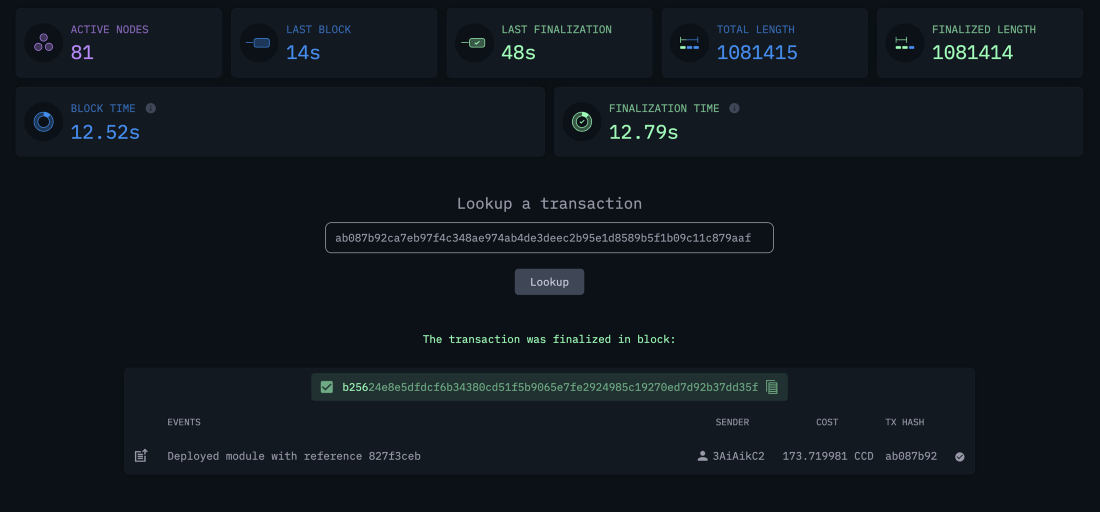 ACTIVE NODES
81
LAST BLOCK
14s
LAST FINALIZATION
48s
TOTAL LENGTH
1081415
FINALIZED LENGTH
1081414
BLOCK TIME
12.52s
FINALIZATION TIME
12.79s
Lookup a transaction
ab087b92ca7eb97f4c348ae974ab4de3deec2b95e1d8589b5f1b09c11c879aaf
Lookup
The transaction was finalized in block:
b25624e8e5dfdcf6b34380cd51f5b9065e7fe2924985c19270ed7d92b37dd35f
EVENTS SENDER COST TX HASH
Deployed module with reference 827f3ceb 3AiAikC2 173.719981 CCD ab087b92